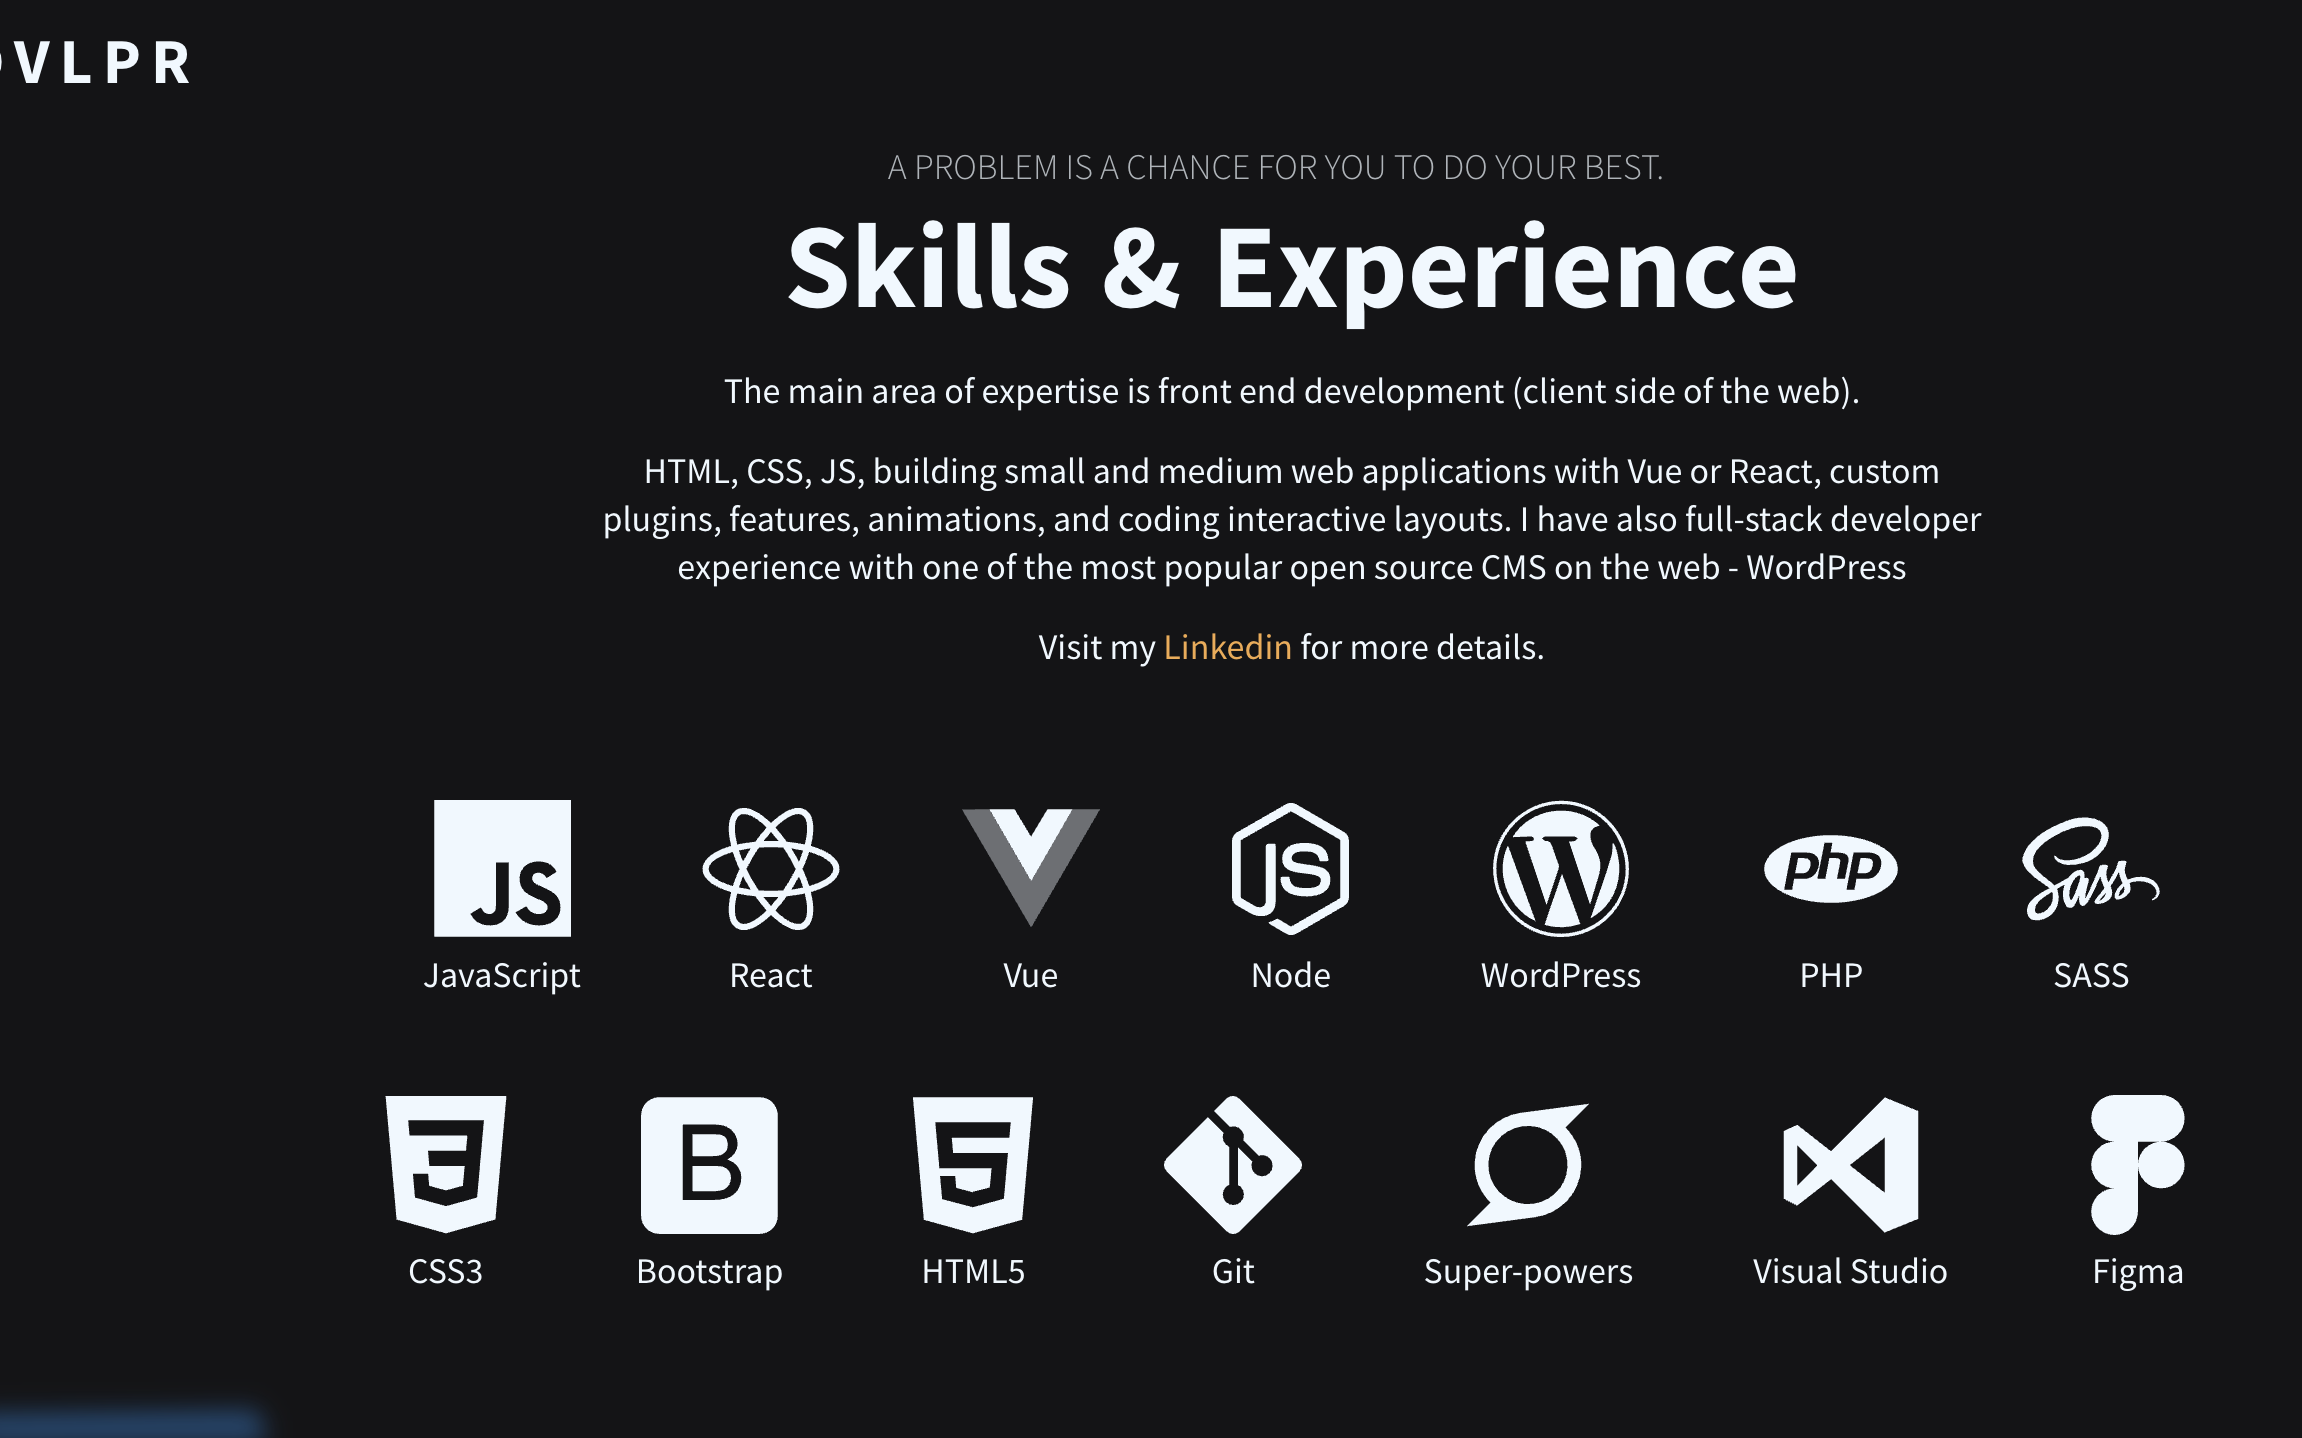 VLPR
A PROBLEM IS A CHANCE FOR YOU TO DO YOUR BEST.
Skills & Experience
The main area of expertise is front end development (client side of the web).
HTML, CSS, JS, building small and medium web applications with Vue or React, custom
plugins, features, animations, and coding interactive layouts. I have also full-stack developer
experience with one of the most popular open source CMS on the web - WordPress
Visit my Linkedin for more details.
JS
JS
W
php
Sass
JavaScript
React
Vue
Node
WordPress
PHP
SASS
3
B
5
CSS3
Bootstrap
HTML5
Git
Super-powers
Visual Studio
Figma